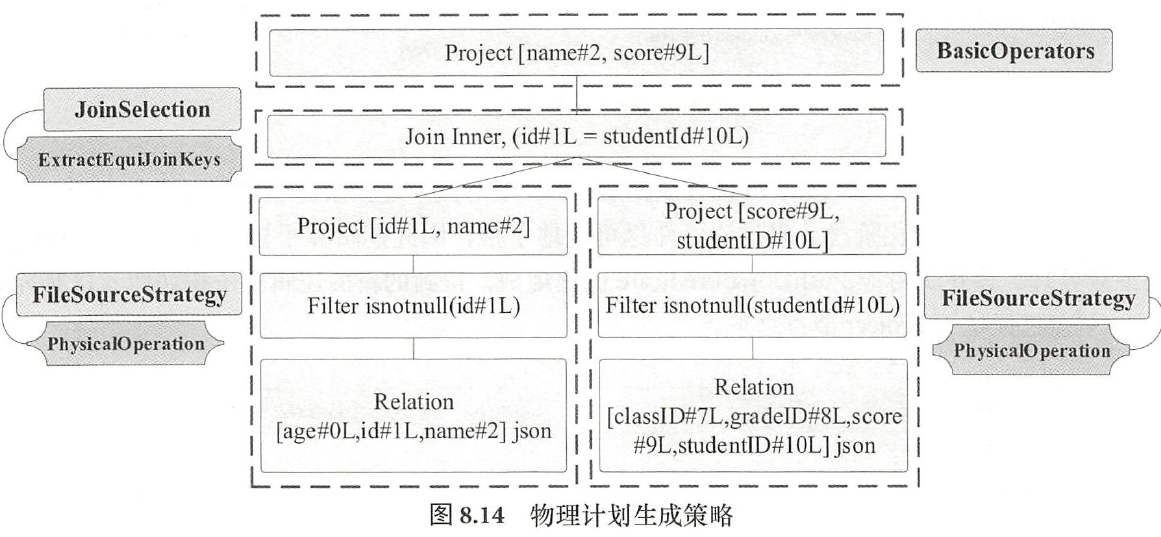 Project [name#2, score#9L]
BasicOperators
JoinSelection
ExtractEquiJoinKeys
Join Inner, (id#1L = studentId#10L)
Project [id#1L, name#2]
Project [score#9L,
studentID#10L]
FileSourceStrategy
PhysicalOperation
Filter isnotnull(id#1L)
Filter isnotnull(studentId#10L)
FileSourceStrategy
PhysicalOperation
Relation
[age#0L,id#1L,name#2] json
Relation
[classID#7L,gradeID#8L,score
#9L,studentID#10L] json
图 8.14 物理计划生成策略